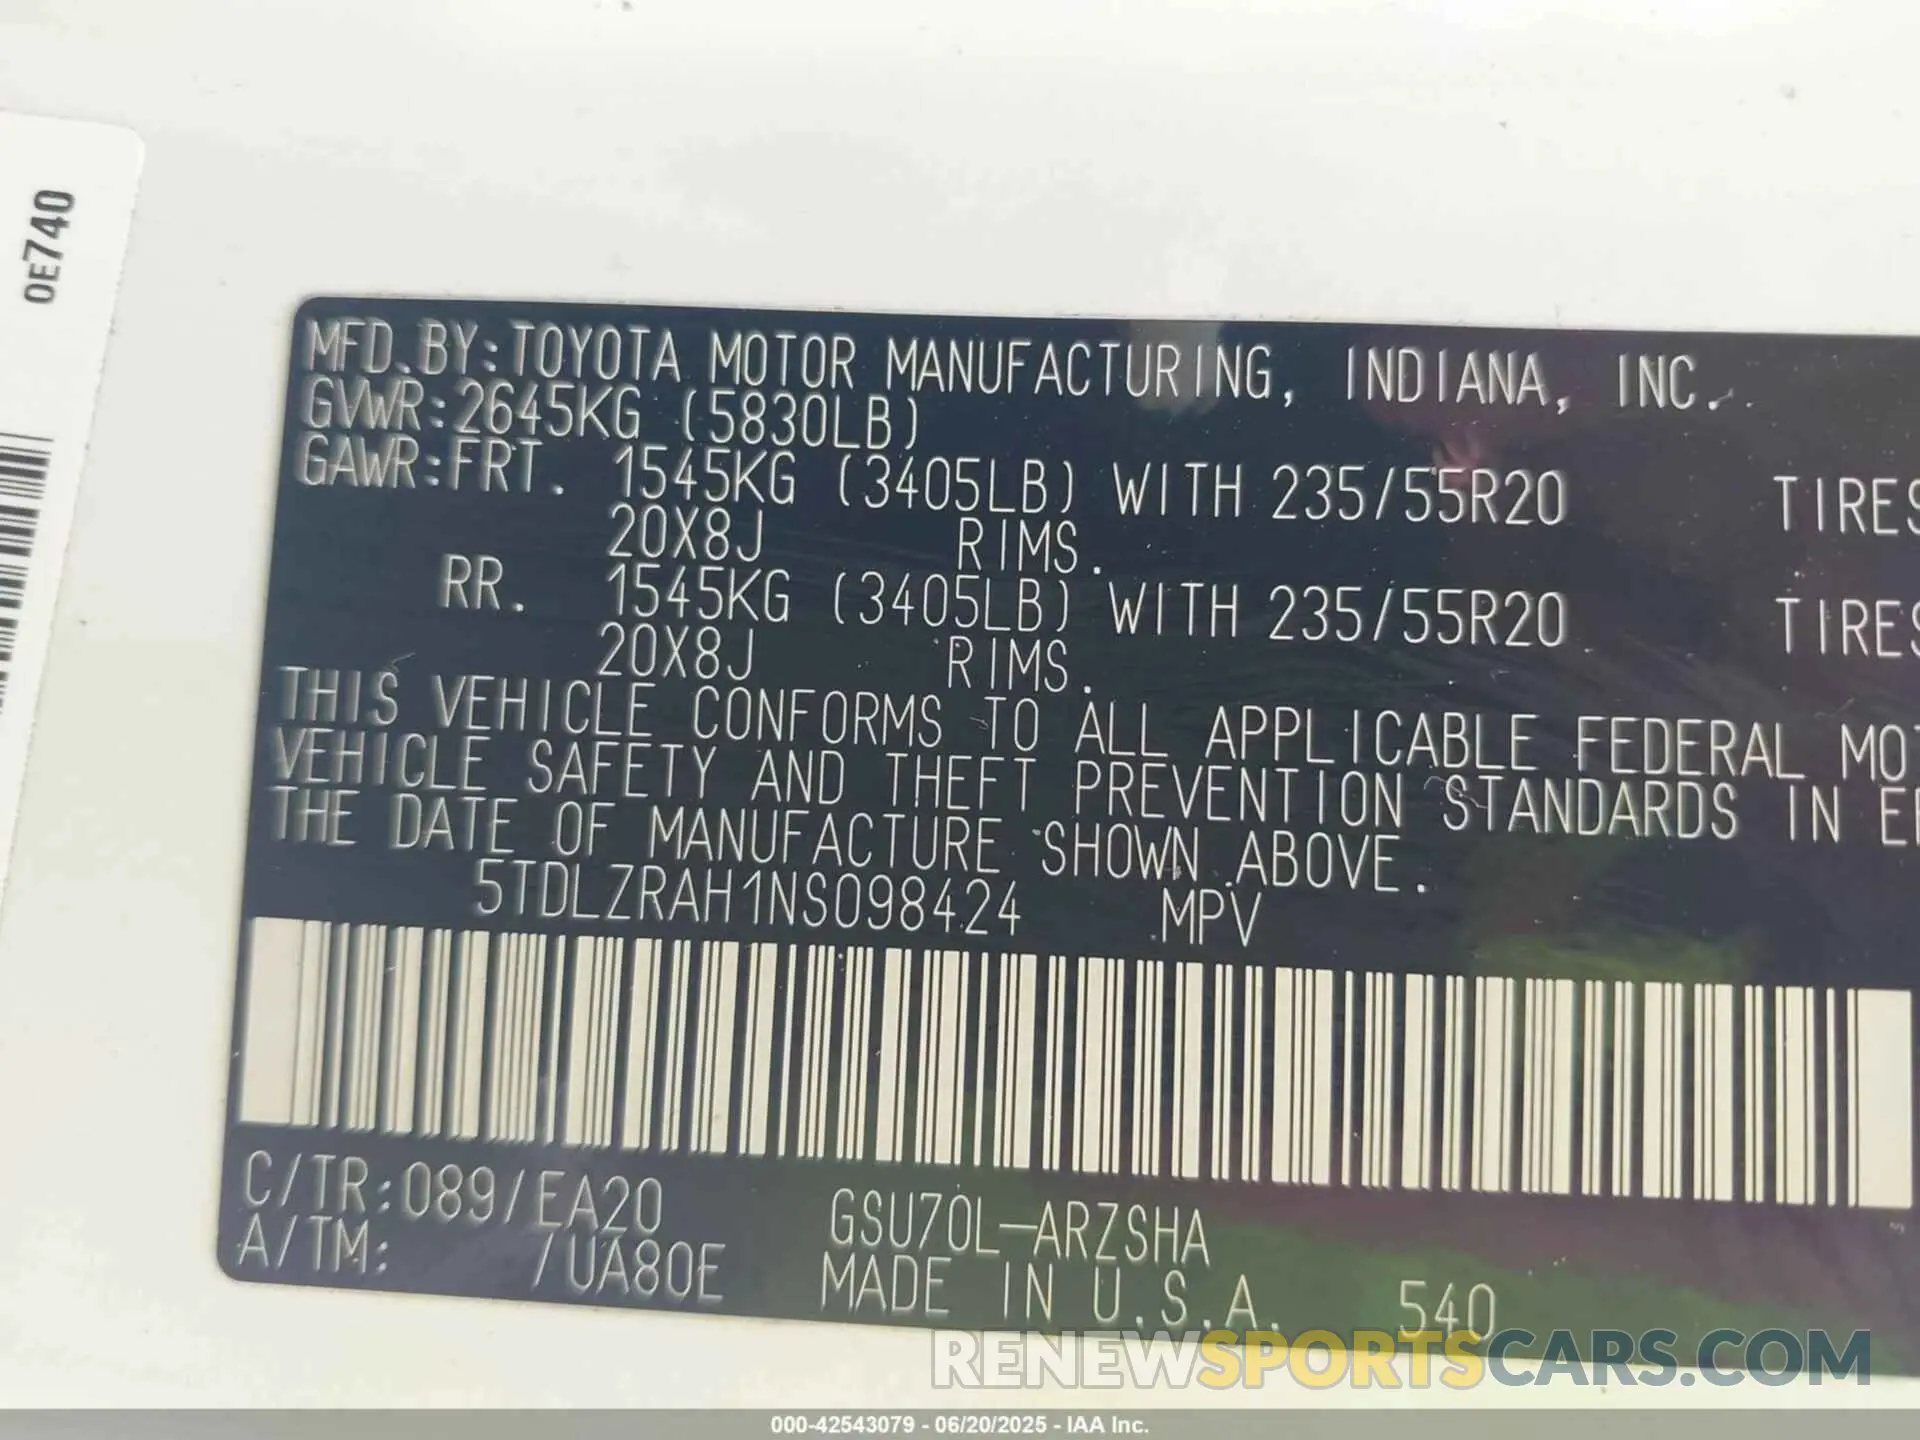 0E740
MFD.BY:TOYOTA MOTOR MANUFACTURING, INDIANA, INC.
GVWR:2645KG (5830LB)
GAWR:FRT. 1545KG (3405LB) WITH 235/55R20 TIRES
20X8J RIMS.
RR. 1545KG (3405LB) WITH 235/55R20 TIRES
20X8J RIMS.
THIS VEHICLE CONFORMS TO ALL APPLICABLE FEDERAL MOT
VEHICLE SAFETY AND THEFT PREVENTION STANDARDS IN E
THE DATE OF MANUFACTURE SHOWN ABOVE.
5TDLZRAH1NS098424 MPV
C/TR:089/EA20 GSU70L-ARZSHA
A/TM: /UA80E MADE IN U.S.A. 540
RENEWSPORTSCARS.COM
000-42543079 - 06/20/2025 - IAA Inc.